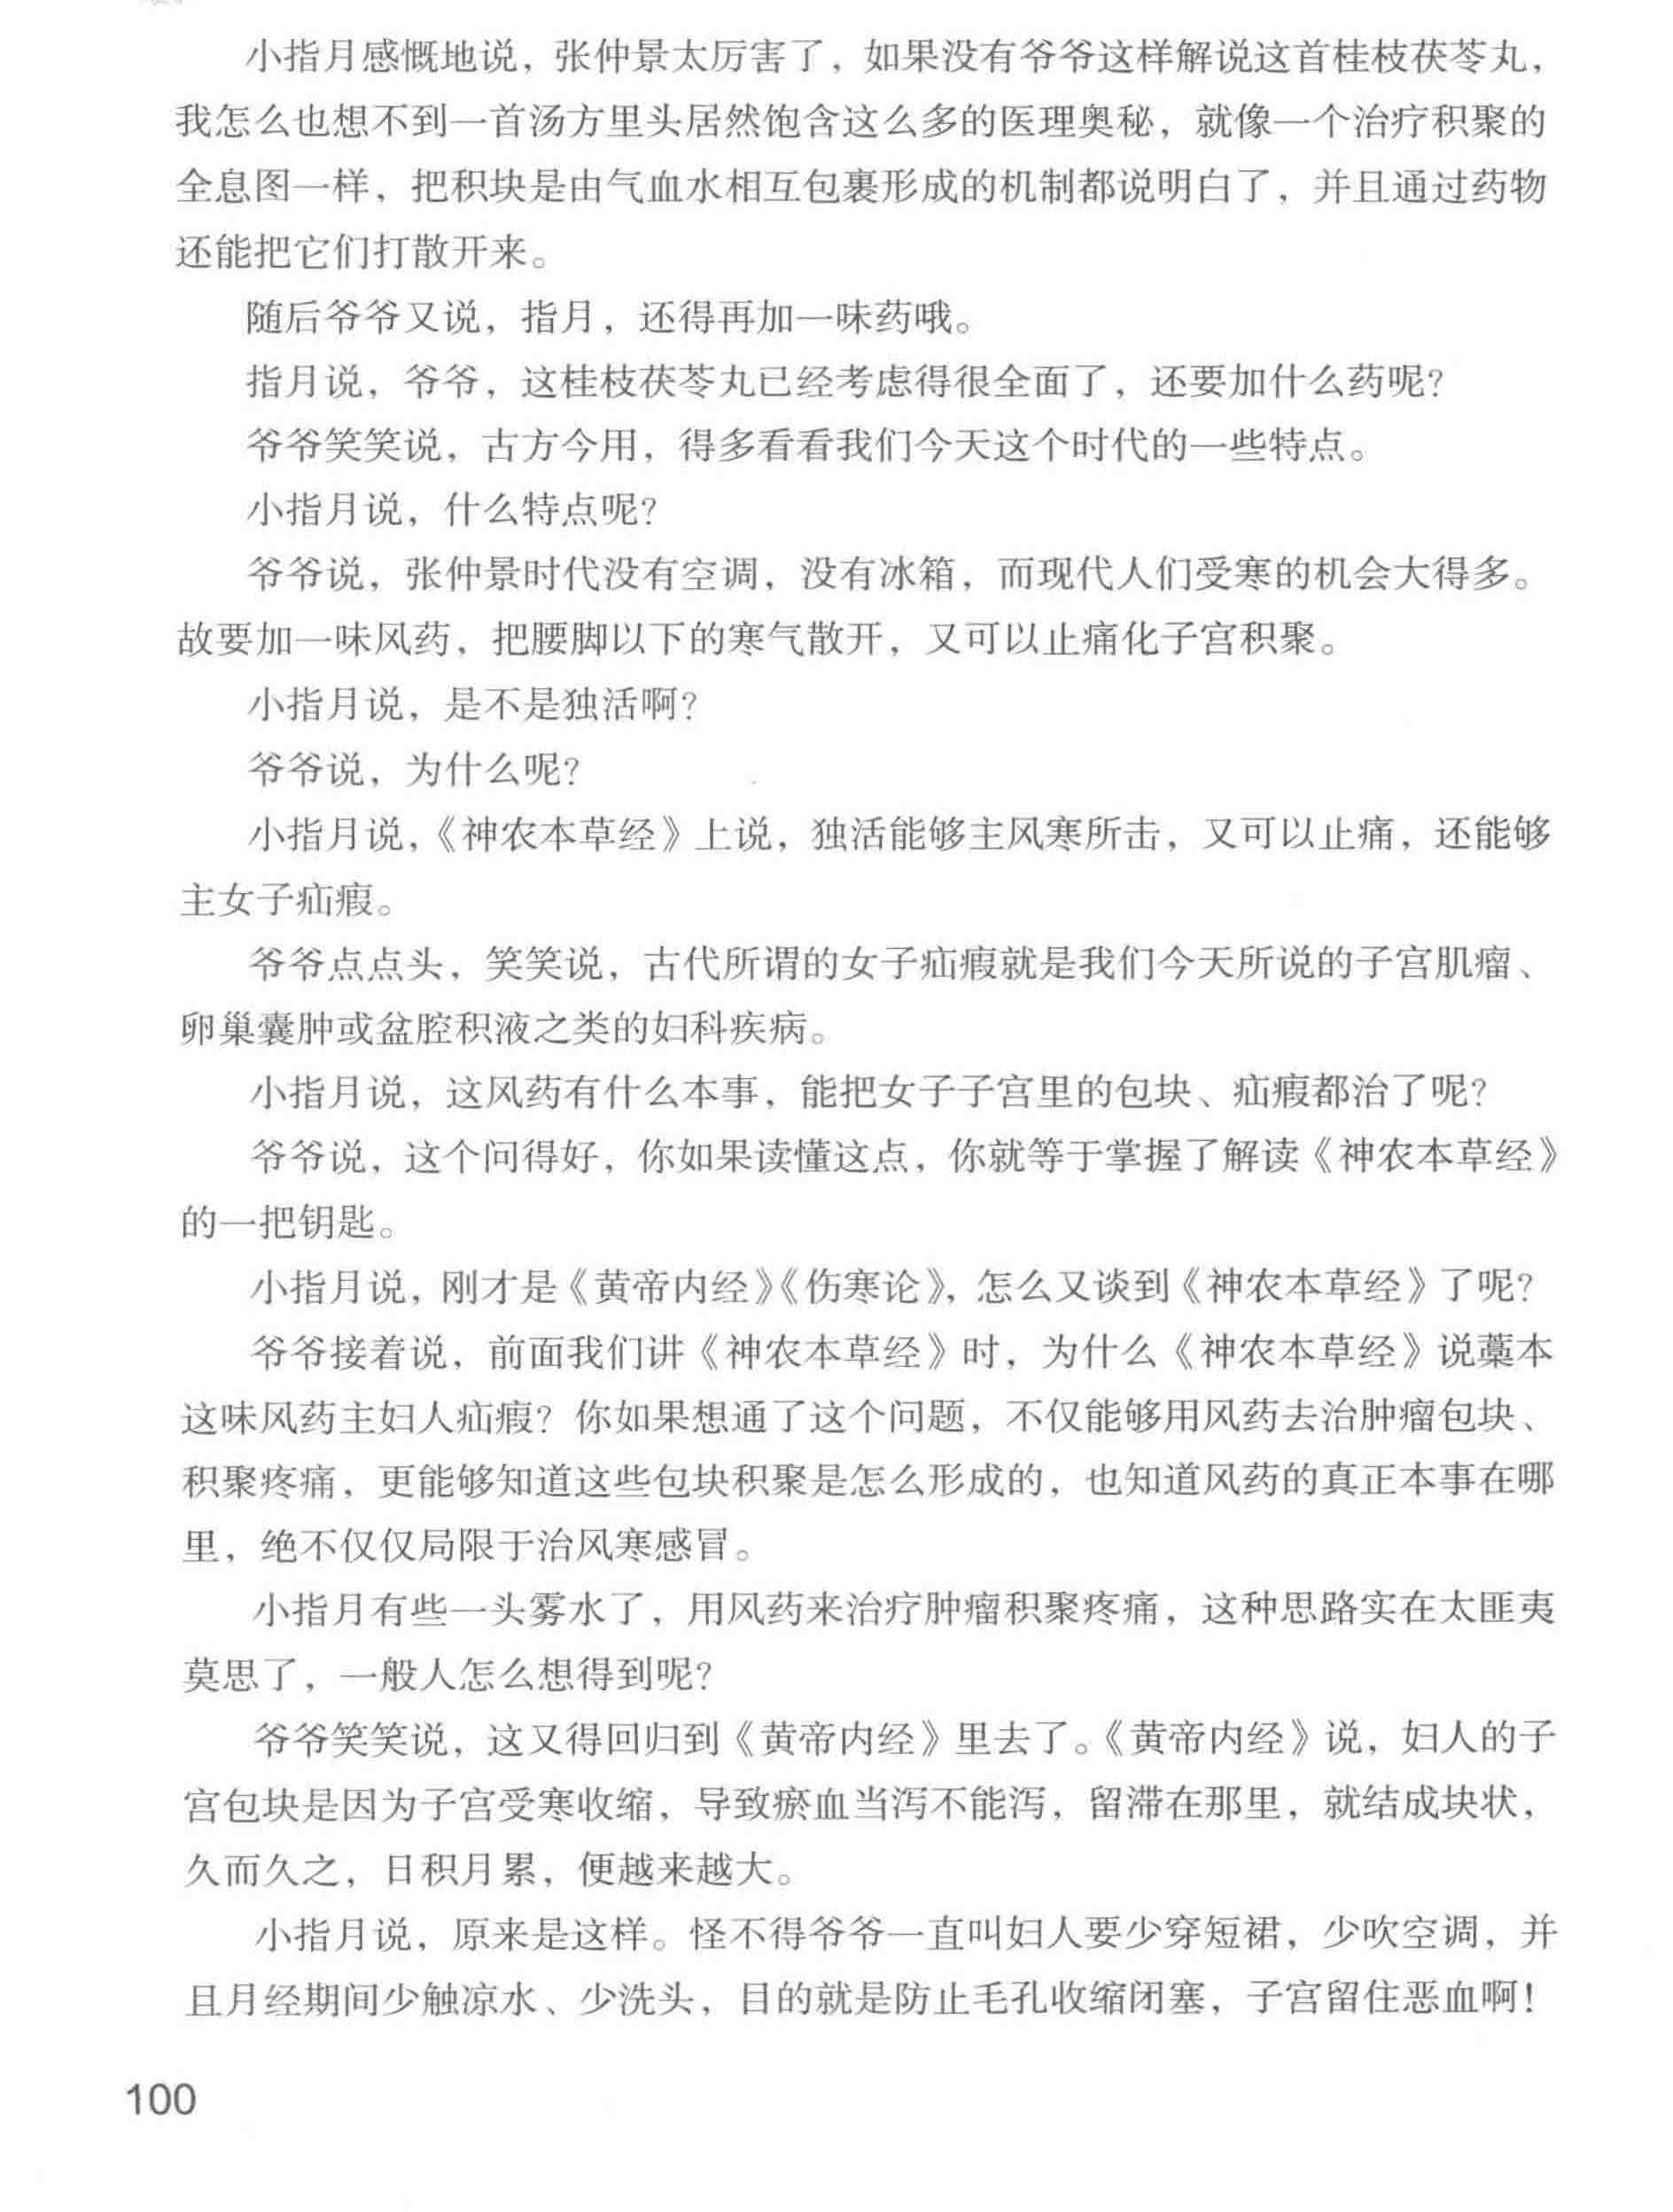 小指月感慨地说，张仲景太厉害了，如果没有爷爷这样解说这首桂枝茯苓丸，
我怎么也想不到一首汤方里头居然饱含这么多的医理奥秘，就像一个治疗积聚的
全息图一样，把积块是由气血水相互包裹形成的机制都说明白了，并且通过药物
还能把它们打散开来。
随后爷爷又说，指月，还得再加一味药哦。
指月说，爷爷，这桂枝茯苓丸已经考虑得很全面了，还要加什么药呢？
爷爷笑笑说，古方今用，得多看看我们今天这个时代的一些特点。
小指月说，什么特点呢？
爷爷说，张仲景时代没有空调，没有冰箱，而现代人们受寒的机会大得多。
故要加一味风药，把腰脚以下的寒气散开，又可以止痛化子宫积聚。
小指月说，是不是独活啊？
爷爷说，为什么呢？
小指月说，《神农本草经》上说，独活能够主风寒所击，又可以止痛，还能够
主女子疝瘕。
爷爷点点头，笑笑说，古代所谓的女子疝瘕就是我们今天所说的子宫肌瘤、
卵巢囊肿或盆腔积液之类的妇科疾病。
小指月说，这风药有什么本事，能把女子子宫里的包块、疝瘕都治了呢？
爷爷说，这个问得好，你如果读懂这点，你就等于掌握了解读《神农本草经》
的一把钥匙。
小指月说，刚才是《黄帝内经》《伤寒论》，怎么又谈到《神农本草经》了呢？
爷爷接着说，前面我们讲《神农本草经》时，为什么《神农本草经》说藁本
这味风药主妇人疝瘕？你如果想通了这个问题，不仅能够用风药去治肿瘤包块、
积聚疼痛，更能够知道这些包块积聚是怎么形成的，也知道风药的真正本事在哪
里，绝不仅仅局限于治风寒感冒。
小指月有些一头雾水了，用风药来治疗肿瘤积聚疼痛，这种思路实在太匪夷
莫思了，一般人怎么想得到呢？
爷爷笑笑说，这又得回归到《黄帝内经》里去了。《黄帝内经》说，妇人的子
宫包块是因为子宫受寒收缩，导致瘀血当泻不能泻，留滞在那里，就结成块状，
久而久之，日积月累，便越来越大。
小指月说，原来是这样。怪不得爷爷一直叫妇人要少穿短裙，少吹空调，并
且月经期间少触凉水、少洗头，目的就是防止毛孔收缩闭塞，子宫留住恶血啊！
100